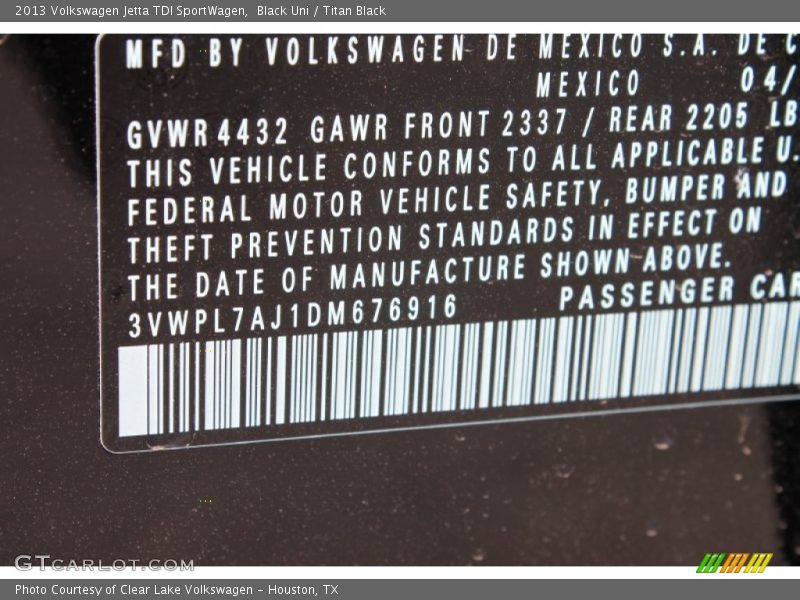 2013 Volkswagen Jetta TDI SportWagen, Black Uni / Titan Black
MFD BY VOLKSWAGEN DE MEXICO S.A. DE C
MEXICO 04/
GVWR 4432 GAWR FRONT 2337 / REAR 2205 LB
THIS VEHICLE CONFORMS TO ALL APPLICABLE U.
FEDERAL MOTOR VEHICLE SAFETY, BUMPER AND
THEFT PREVENTION STANDARDS IN EFFECT ON
THE DATE OF MANUFACTURE SHOWN ABOVE.
3VWPL7AJ1DM676916 PASSENGER CAR
GTCARLOT.COM
Photo Courtesy of Clear Lake Volkswagen – Houston, TX